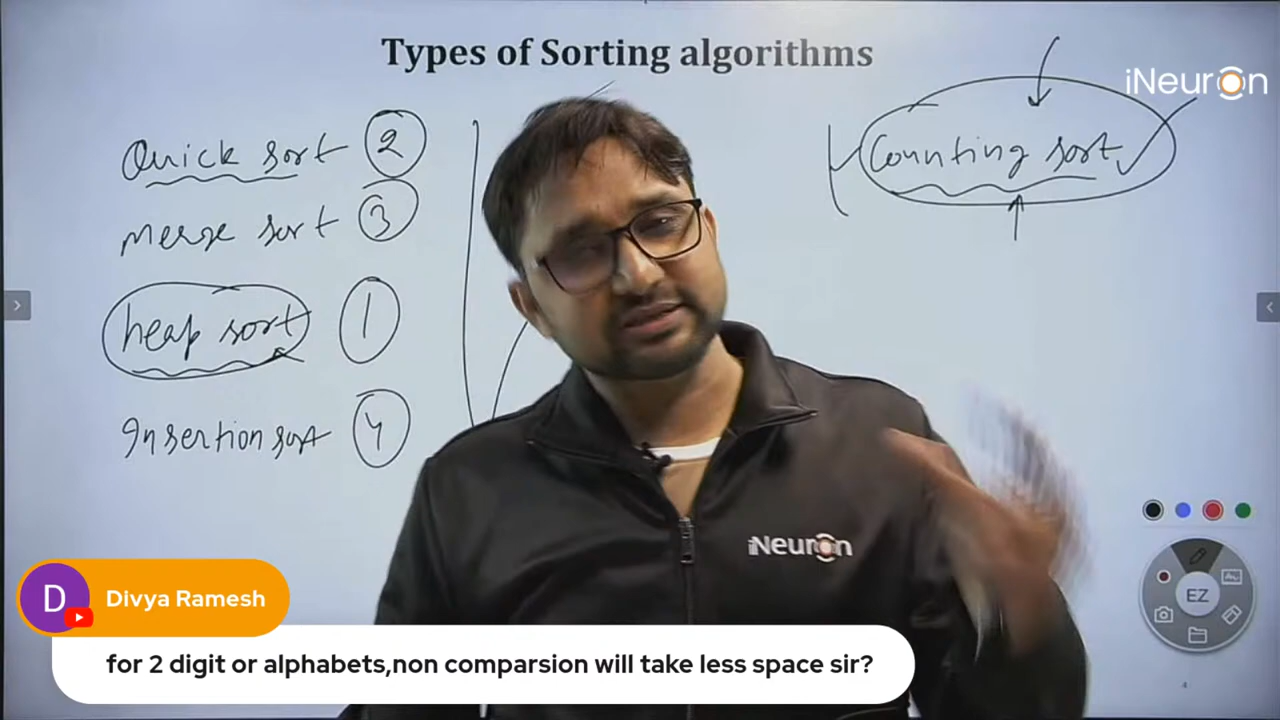 Types of Sorting algorithms
iNeuron
Quick sort 2
Counting sort
Merge sort 3
heap sort 1
Insertion sort 4
iNeuron
EZ
D
Divya Ramesh
for 2 digit or alphabets,non comparsion will take less space sir?
4